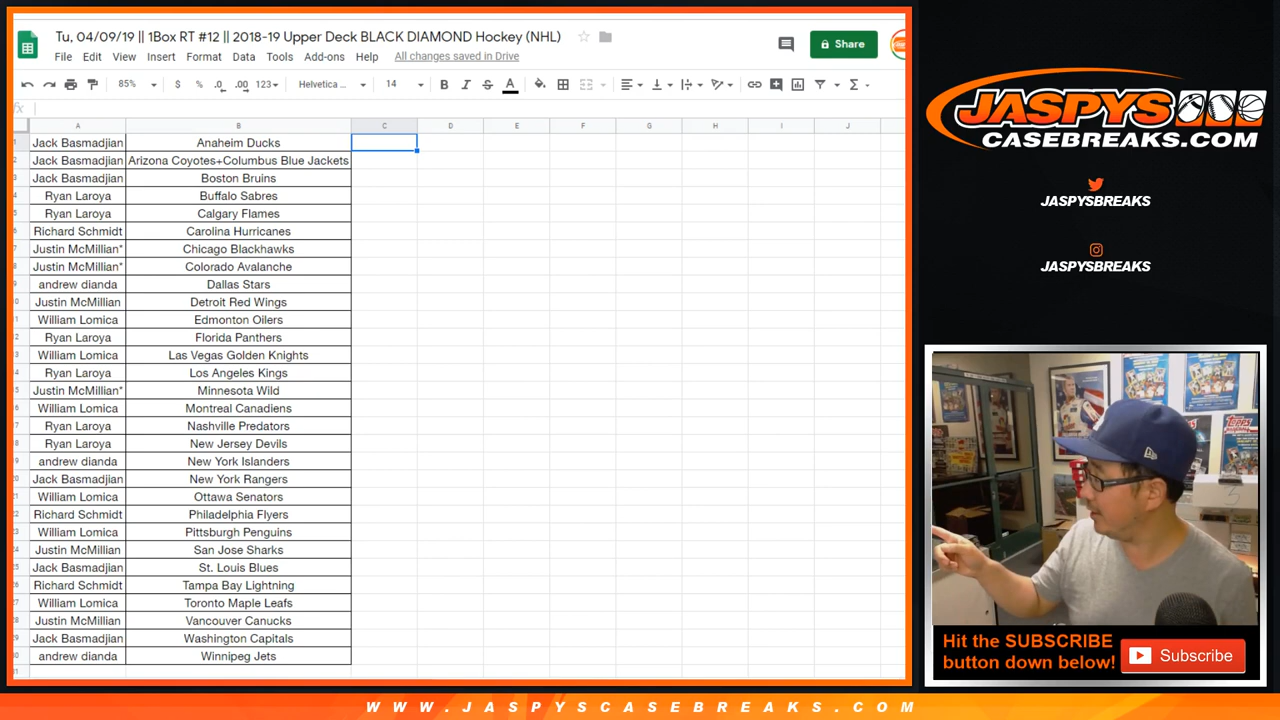 Tu, 04/09/19 || 1Box RT #12 || 2018-19 Upper Deck BLACK DIAMOND Hockey (NHL)
File Edit View Insert Format Data Tools Add-ons Help All changes saved in Drive
Share
85% $ % .0 .00 123 Helvetica ... 14 B I S A
fx
A B C D E F G H I J
Jack Basmadjian Anaheim Ducks
2 Jack Basmadjian Arizona Coyotes+Columbus Blue Jackets
3 Jack Basmadjian Boston Bruins
Ryan Laroya Buffalo Sabres
Ryan Laroya Calgary Flames
Richard Schmidt Carolina Hurricanes
Justin McMillian* Chicago Blackhawks
Justin McMillian* Colorado Avalanche
andrew dianda Dallas Stars
Justin McMillian Detroit Red Wings
William Lomica Edmonton Oilers
Ryan Laroya Florida Panthers
William Lomica Las Vegas Golden Knights
Ryan Laroya Los Angeles Kings
Justin McMillian* Minnesota Wild
William Lomica Montreal Canadiens
Ryan Laroya Nashville Predators
Ryan Laroya New Jersey Devils
andrew dianda New York Islanders
Jack Basmadjian New York Rangers
William Lomica Ottawa Senators
Richard Schmidt Philadelphia Flyers
William Lomica Pittsburgh Penguins
Justin McMillian San Jose Sharks
Jack Basmadjian St. Louis Blues
Richard Schmidt Tampa Bay Lightning
William Lomica Toronto Maple Leafs
Justin McMillian Vancouver Canucks
Jack Basmadjian Washington Capitals
andrew dianda Winnipeg Jets
JASPYS
CASEBREAKS.COM
JASPYSBREAKS
JASPYSBREAKS
Hit the SUBSCRIBE
button down below!
Subscribe
WWW.JASPYSCASEBREAKS.COM